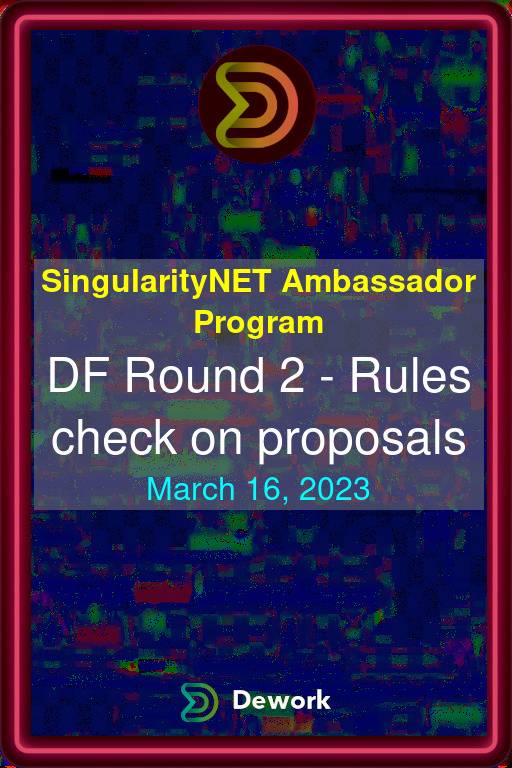 SingularityNET Ambassador
Program
DF Round 2 - Rules
check on proposals
March 16, 2023
Dework